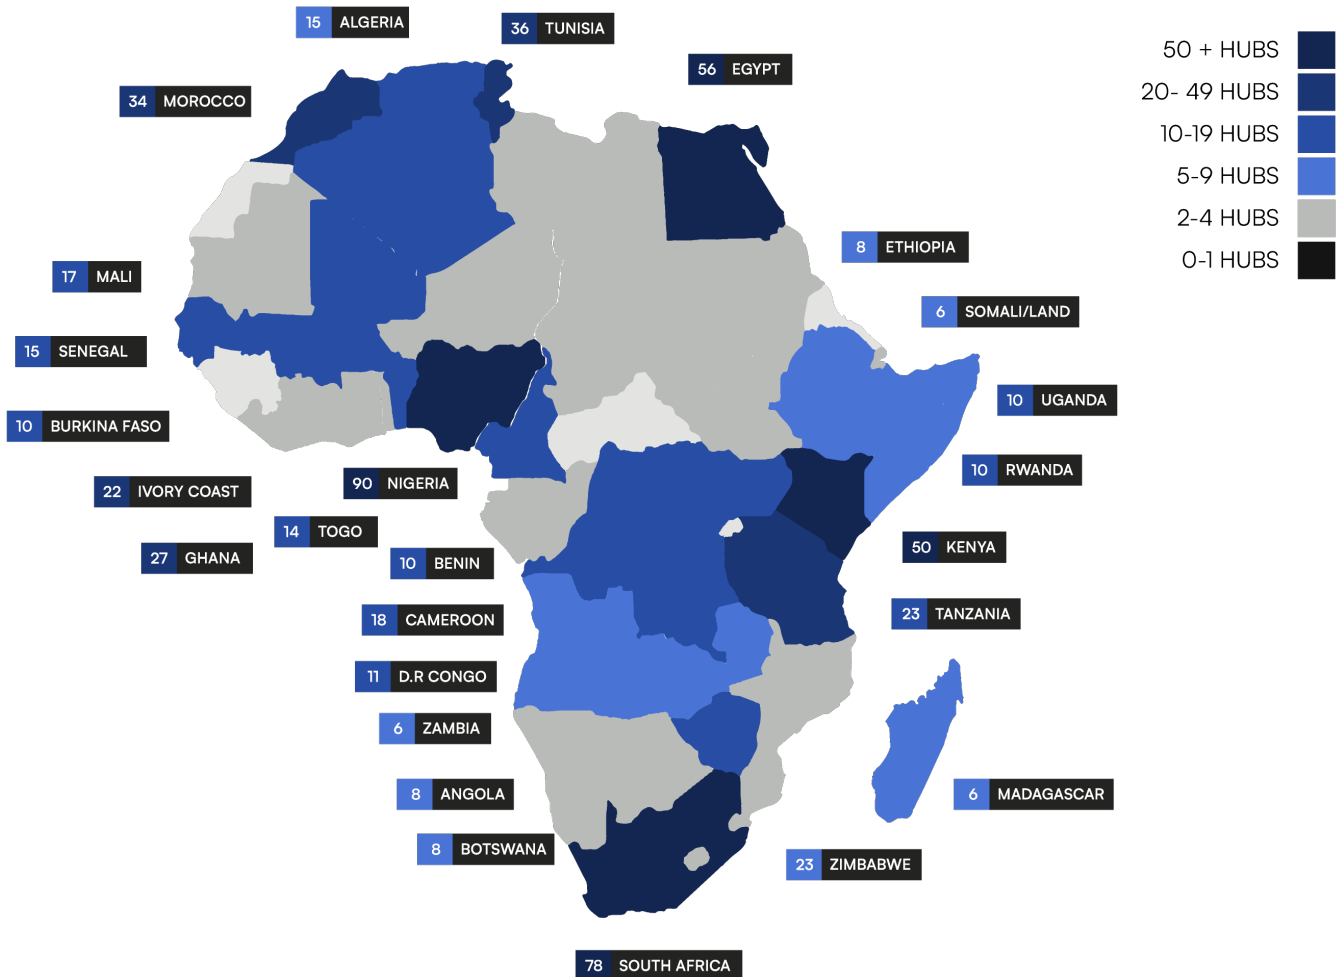 15 ALGERIA
36 TUNISIA
56 EGYPT
34 MOROCCO
50 + HUBS
20- 49 HUBS
10-19 HUBS
5-9 HUBS
2-4 HUBS
0-1 HUBS
8 ETHIOPIA
17 MALI
6 SOMALI/LAND
15 SENEGAL
10 UGANDA
10 BURKINA FASO
10 RWANDA
90 NIGERIA
22 IVORY COAST
14 TOGO
50 KENYA
27 GHANA
10 BENIN
23 TANZANIA
18 CAMEROON
11 D.R CONGO
6 ZAMBIA
8 ANGOLA
6 MADAGASCAR
8 BOTSWANA
23 ZIMBABWE
78 SOUTH AFRICA